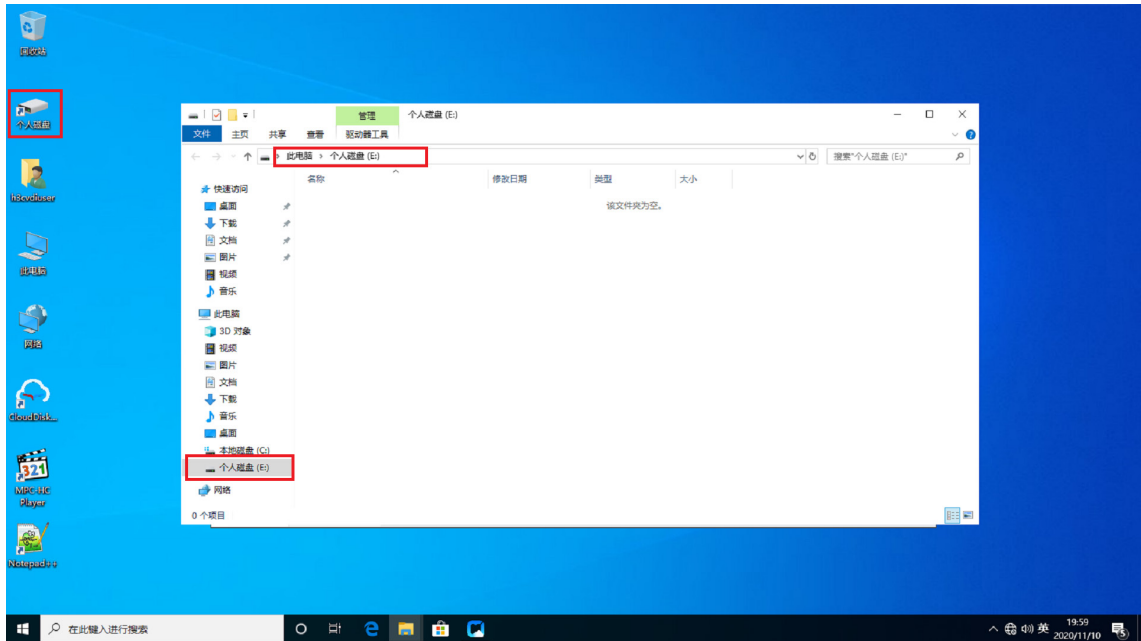 回收站
个人磁盘
h3cvdiuser
此电脑
网络
CloudDisk...
MPC-HC
Player
Notepad++
管理
个人磁盘 (E:)
文件
主页
共享
查看
驱动器工具
此电脑 › 个人磁盘 (E:)
搜索"个人磁盘 (E:)"
名称
修改日期
类型
大小
该文件夹为空。
快速访问
桌面
下载
文档
图片
视频
音乐
此电脑
3D 对象
视频
图片
文档
下载
音乐
桌面
本地磁盘 (C:)
个人磁盘 (E:)
网络
0 个项目
在此键入进行搜索
英
19:59
2020/11/10
5